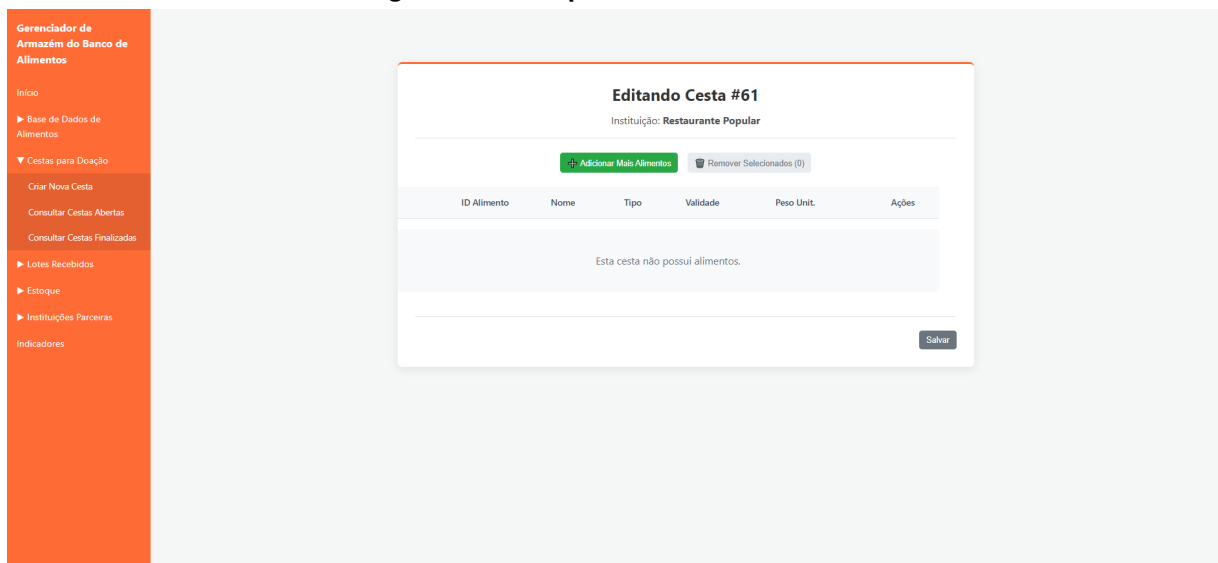 Gerenciador de
Armazém do Banco de
Alimentos
Início
▶ Base de Dados de
Alimentos
▼ Cestas para Doação
Criar Nova Cesta
Consultar Cestas Abertas
Consultar Cestas Finalizadas
▶ Lotes Recebidos
▶ Estoque
▶ Instituições Parceiras
Indicadores
Editando Cesta #61
Instituição: Restaurante Popular
Adicionar Mais Alimentos Remover Selecionados (0)
ID Alimento Nome Tipo Validade Peso Unit. Ações
Esta cesta não possui alimentos.
Salvar